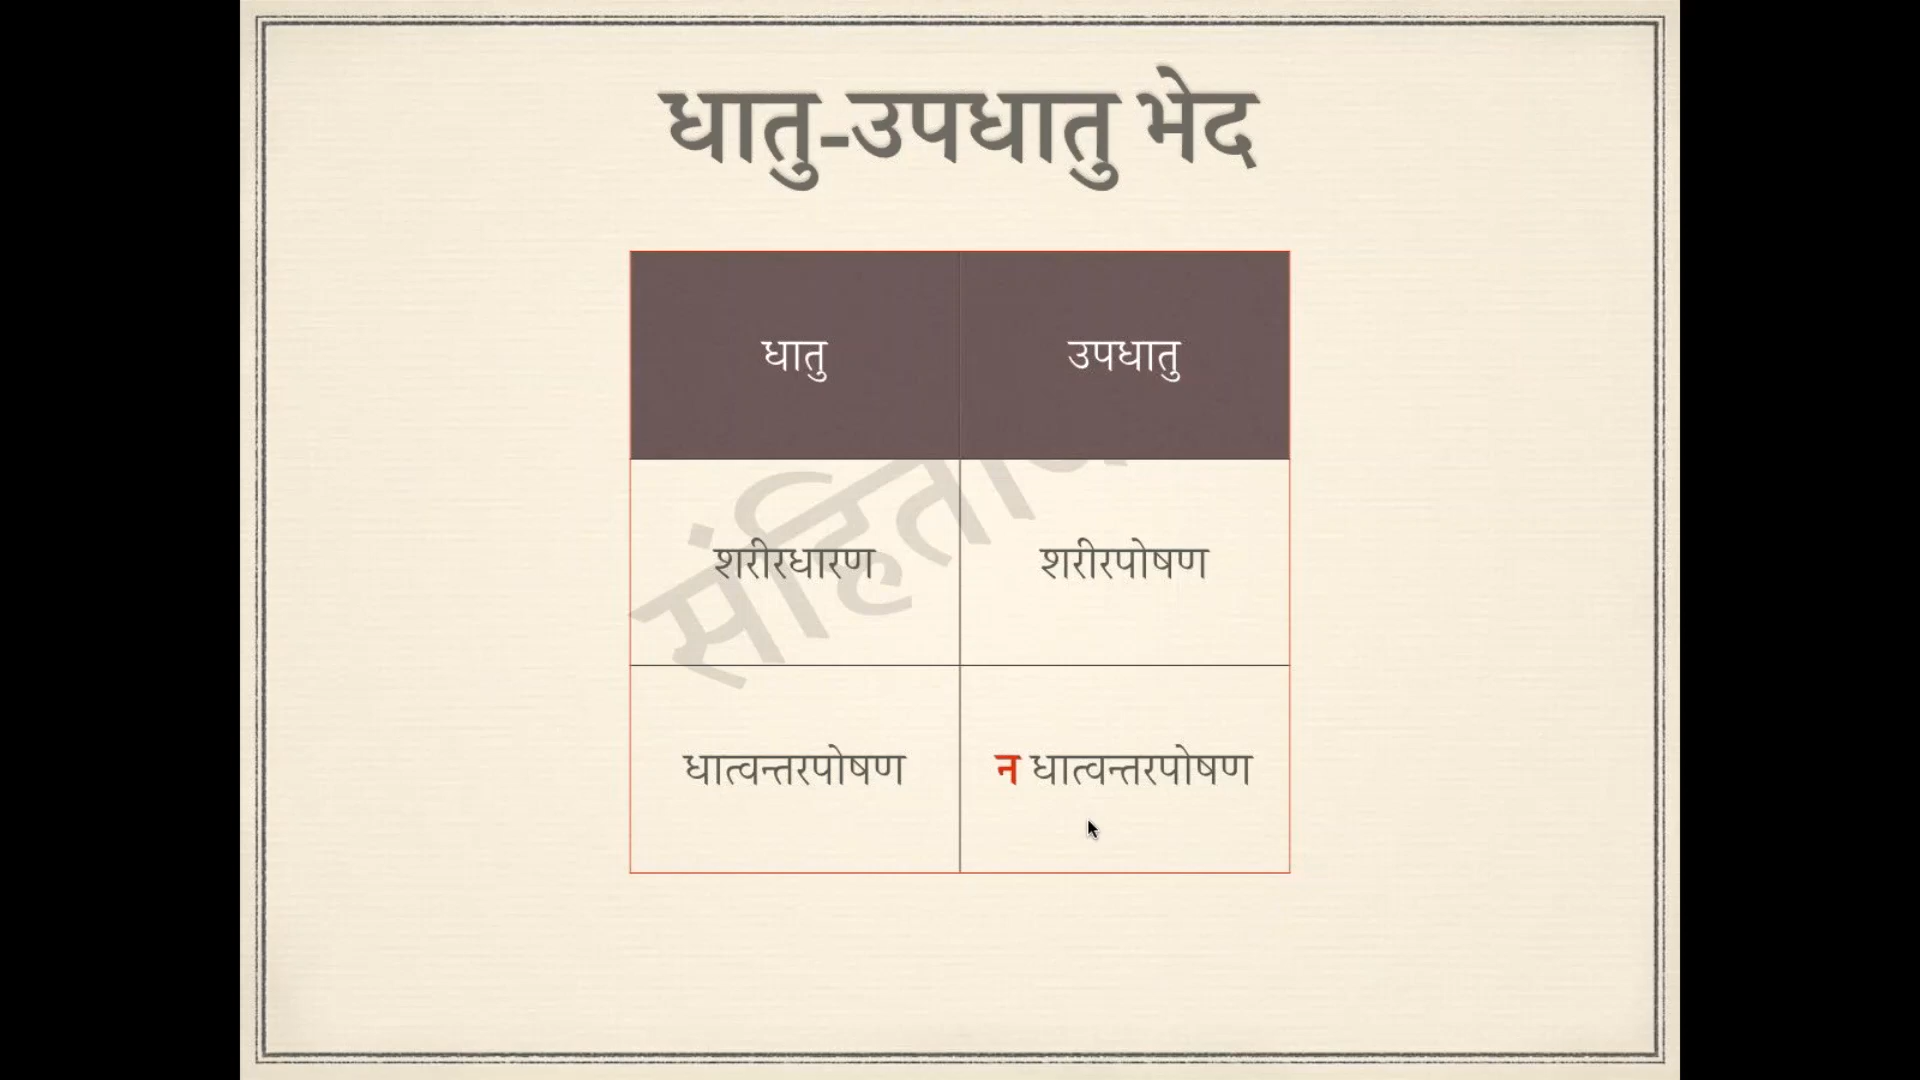 धातु-उपधातु भेद
धातु उपधातु
शरीरधारण शरीरपोषण
धात्वन्तरपोषण न धात्वन्तरपोषण